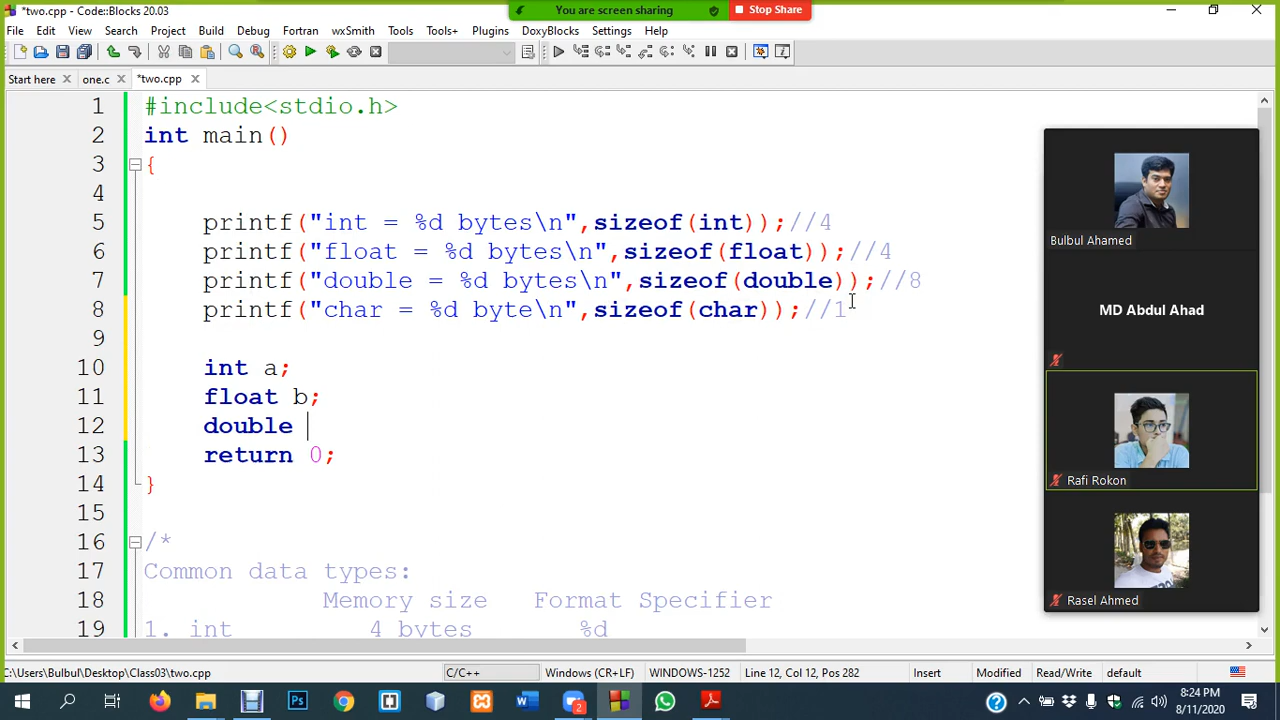 *two.cpp - Code::Blocks 20.03
You are screen sharing
Stop Share
File Edit View Search Project Build Debug Fortran wxSmith Tools Tools+ Plugins DoxyBlocks Settings Help
Start here one.c *two.cpp
1 #include<stdio.h>
2 int main()
3 {
4
5 printf("int = %d bytes\n",sizeof(int));//4
6 printf("float = %d bytes\n",sizeof(float));//4
7 printf("double = %d bytes\n",sizeof(double));//8
8 printf("char = %d byte\n",sizeof(char));//1
9
10 int a;
11 float b;
12 double
13 return 0;
14 }
15
16 /*
17 Common data types:
18 Memory size Format Specifier
19 1. int 4 bytes %d
Bulbul Ahamed
MD Abdul Ahad
Rafi Rokon
Rasel Ahmed
C:\Users\Bulbul\Desktop\Class03\two.cpp C/C++ Windows (CR+LF) WINDOWS-1252 Line 12, Col 12, Pos 282 Insert Modified Read/Write default
Ps
W
2
8:24 PM
8/11/2020